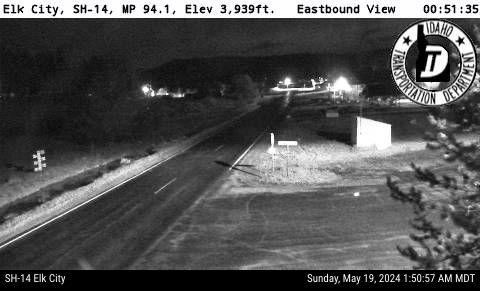 Elk City, SH-14, MP 94.1, Elev 3,939ft. Eastbound View 00:51:35
IDAHO
TRANSPORTATION DEPARTMENT
SH-14 Elk City Sunday, May 19, 2024 1:50:57 AM MDT